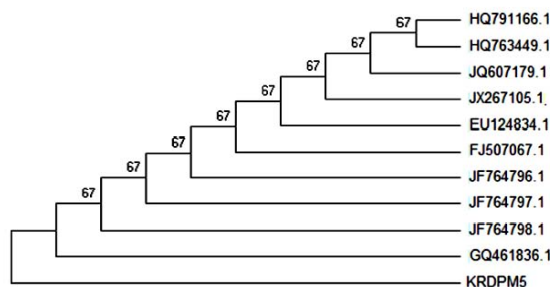 67 HQ791166.1
67 HQ763449.1
67 JQ607179.1
67 JX267105.1
67 EU124834.1
67 FJ507067.1
67 JF764796.1
67 JF764797.1
JF764798.1
GQ461836.1
KRDPM5